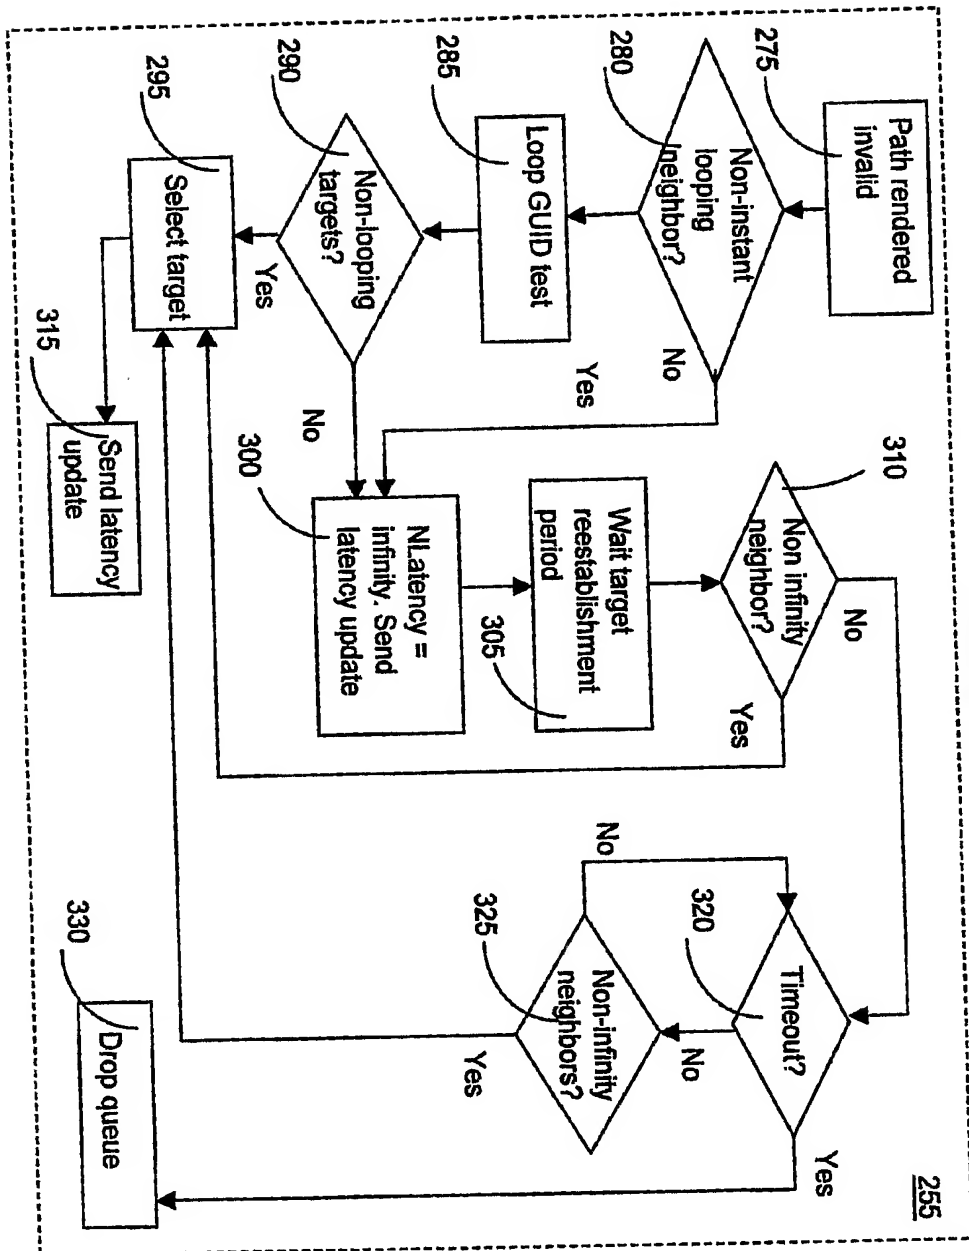 255
275
Path rendered
invalid
280
Non-instant
looping
neighbor?
No
Yes
285
Loop GUID test
290
Non-looping
targets?
Yes
No
295
Select target
315
Send latency
update
300
NLatency =
infinity. Send
latency update
305
Wait target
reestablishment
period
310
Non infinity
neighbor?
No
Yes
320
Timeout?
No
Yes
325
Non-infinity
neighbors?
No
Yes
330
Drop queue